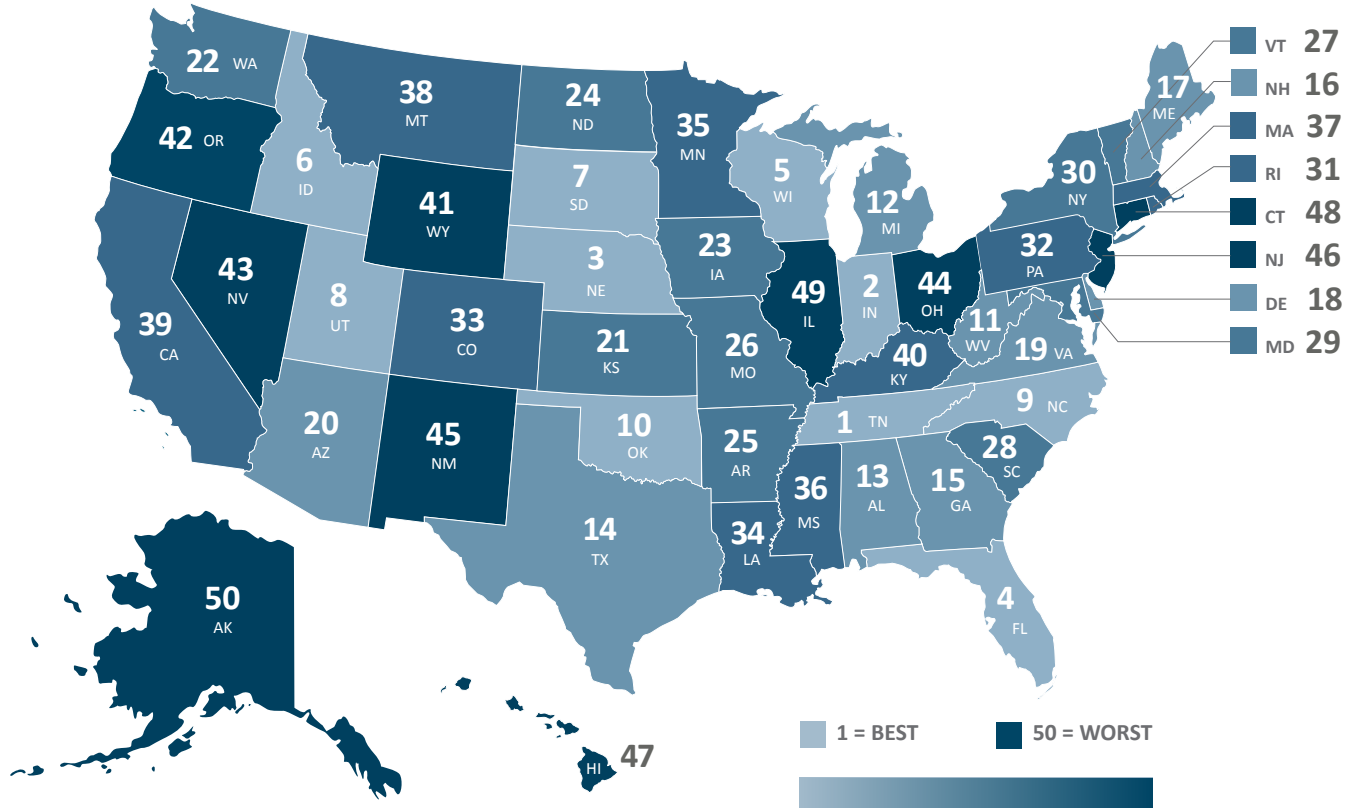 22 WA
42 OR
6
ID
38
MT
24
ND
35
MN
5
WI
12
MI
17
ME
30
NY
41
WY
7
SD
3
NE
23
IA
43
NV
8
UT
39
CA
33
CO
21
KS
26
MO
49
IL
2
IN
44
OH
32
PA
11
WV
19 VA
40
KY
1 TN
9 NC
20
AZ
45
NM
10
OK
25
AR
28
SC
14
TX
34
LA
36
MS
13
AL
15
GA
4
FL
50
AK
HI 47
VT 27
NH 16
MA 37
RI 31
CT 48
NJ 46
DE 18
MD 29
1 = BEST
50 = WORST